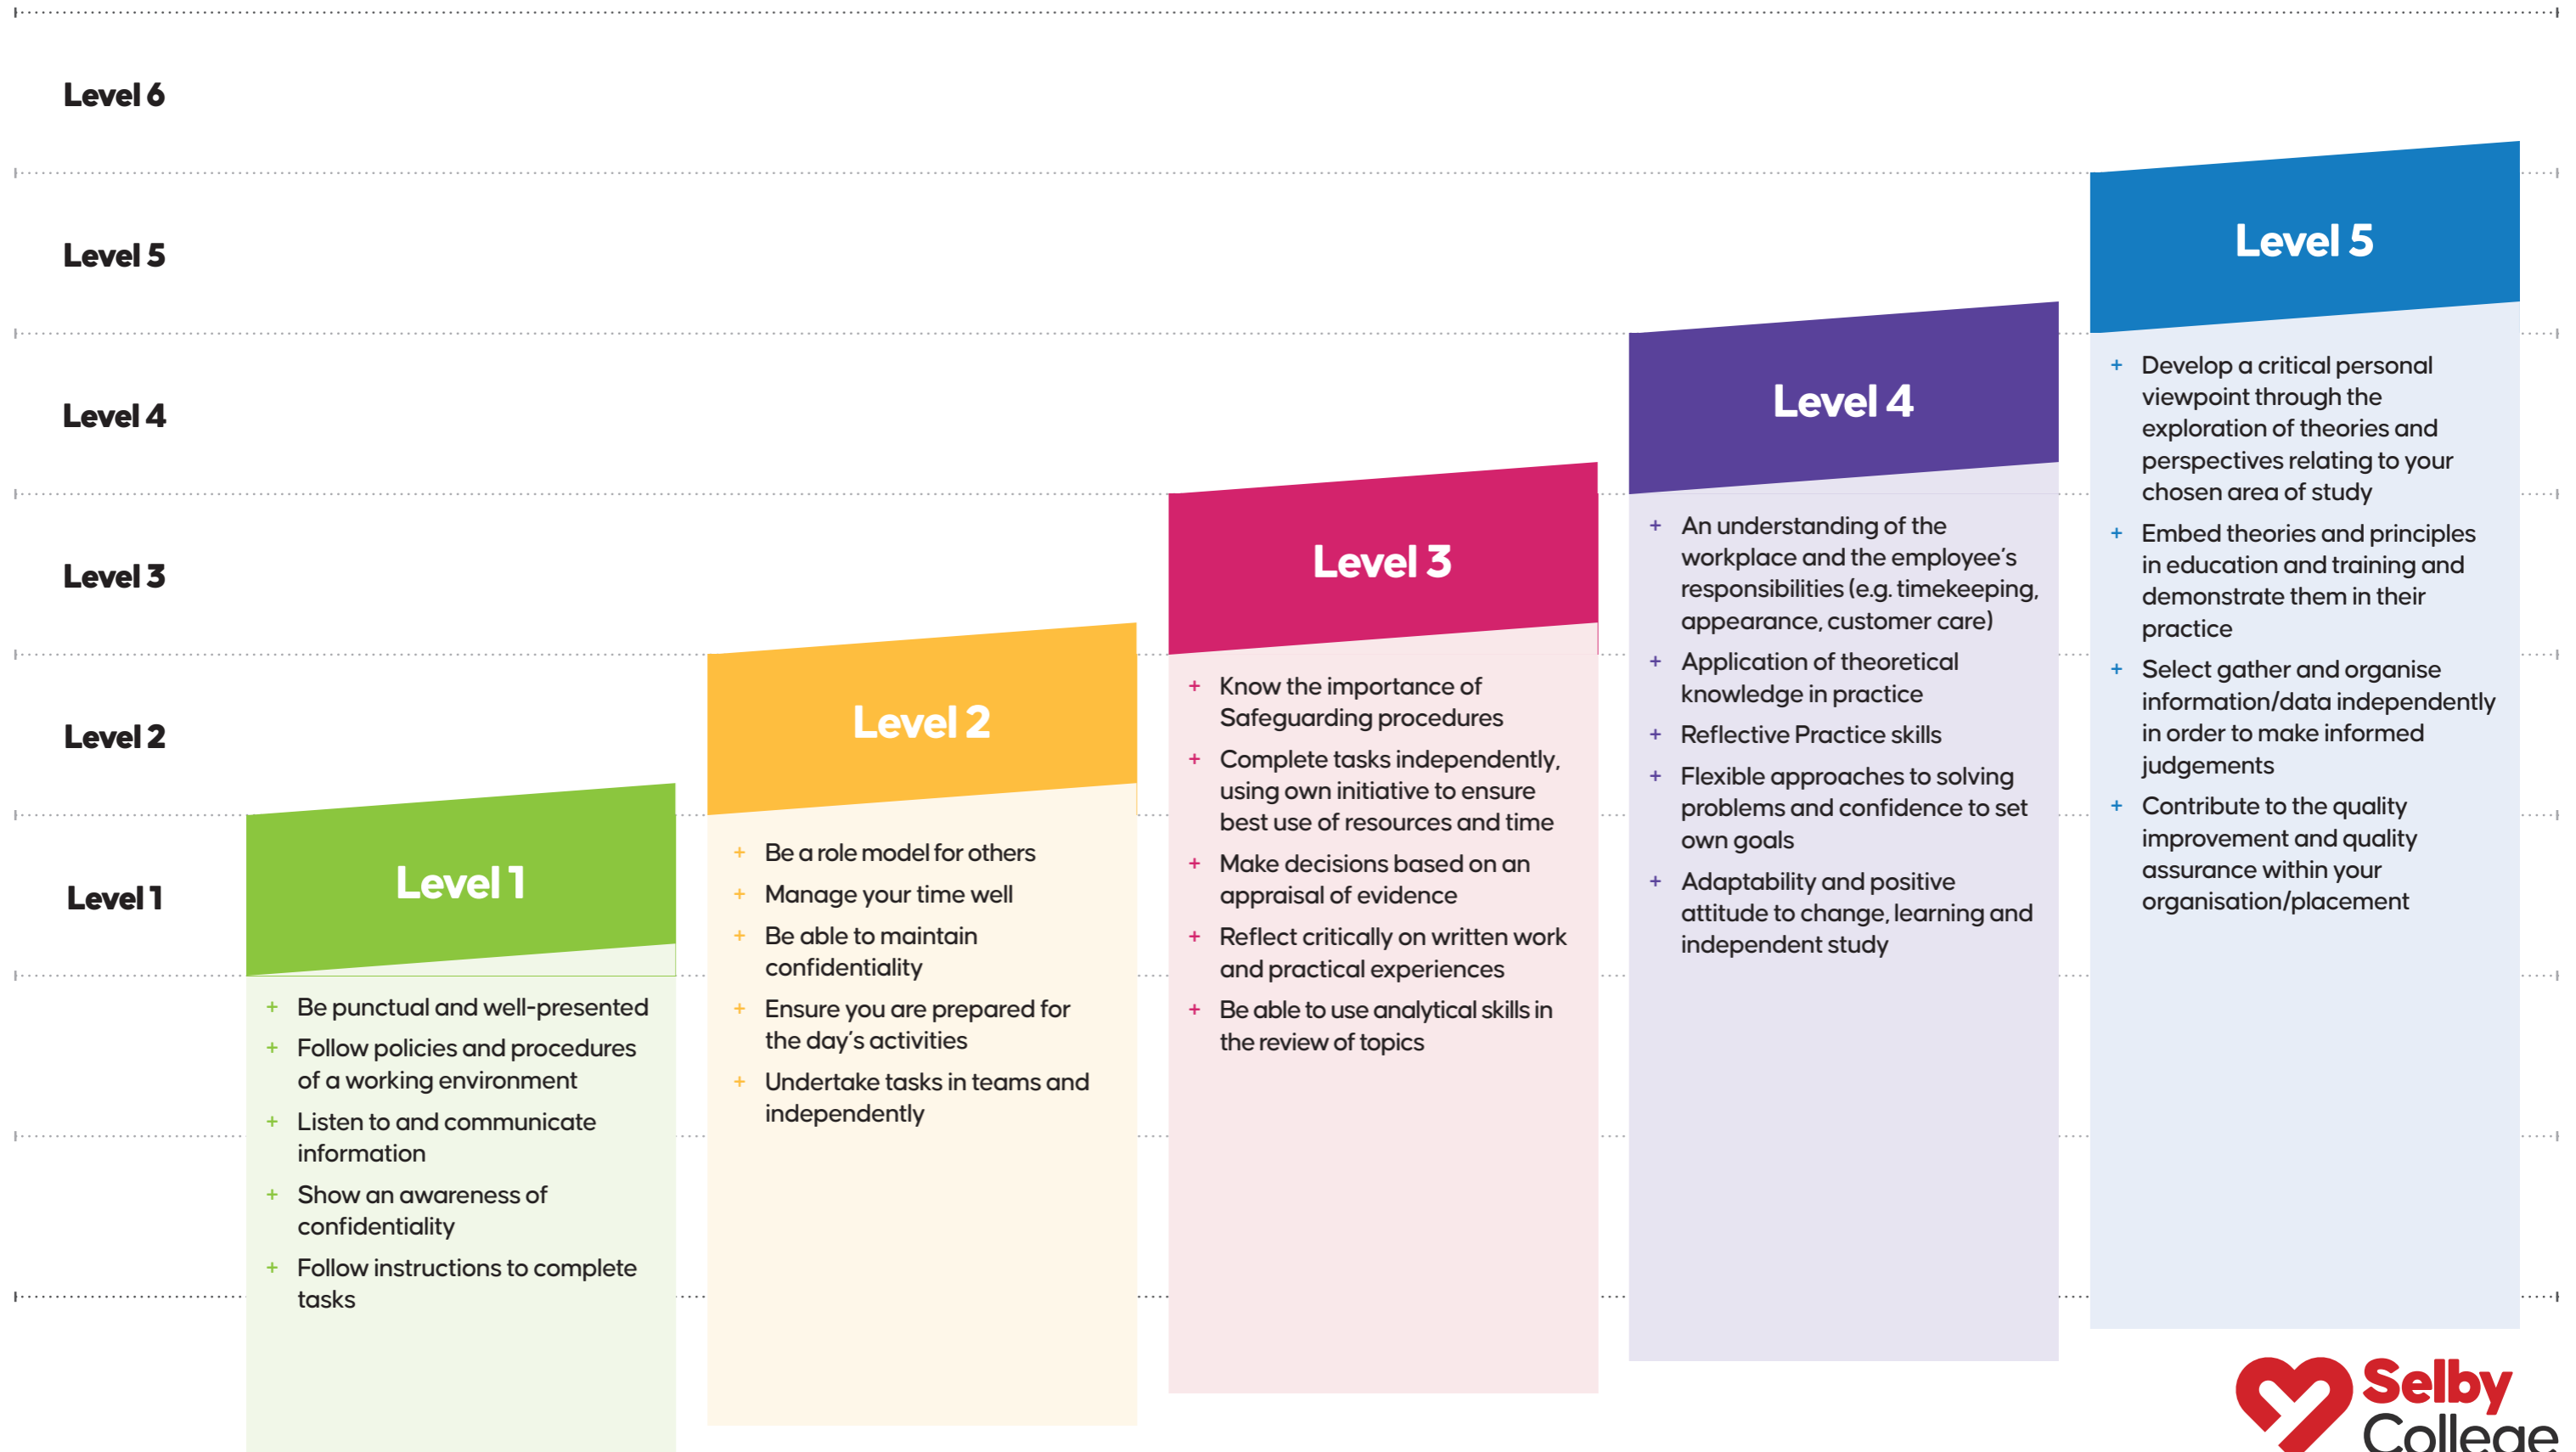 Level 6
Level 5
Level 4
Level 3
Level 2
Level 1
Level 1
+ Be punctual and well-presented
+ Follow policies and procedures
of a working environment
+ Listen to and communicate
information
+ Show an awareness of
confidentiality
+ Follow instructions to complete
tasks
Level 2
+ Be a role model for others
+ Manage your time well
+ Be able to maintain
confidentiality
+ Ensure you are prepared for
the day's activities
+ Undertake tasks in teams and
independently
Level 3
+ Know the importance of
Safeguarding procedures
+ Complete tasks independently,
using own initiative to ensure
best use of resources and time
+ Make decisions based on an
appraisal of evidence
+ Reflect critically on written work
and practical experiences
+ Be able to use analytical skills in
the review of topics
Level 4
+ An understanding of the
workplace and the employee's
responsibilities (e.g. timekeeping,
appearance, customer care)
+ Application of theoretical
knowledge in practice
+ Reflective Practice skills
+ Flexible approaches to solving
problems and confidence to set
own goals
+ Adaptability and positive
attitude to change, learning and
independent study
Level 5
+ Develop a critical personal
viewpoint through the
exploration of theories and
perspectives relating to your
chosen area of study
+ Embed theories and principles
in education and training and
demonstrate them in their
practice
+ Select gather and organise
information/data independently
in order to make informed
judgements
+ Contribute to the quality
improvement and quality
assurance within your
organisation/placement
Selby
College